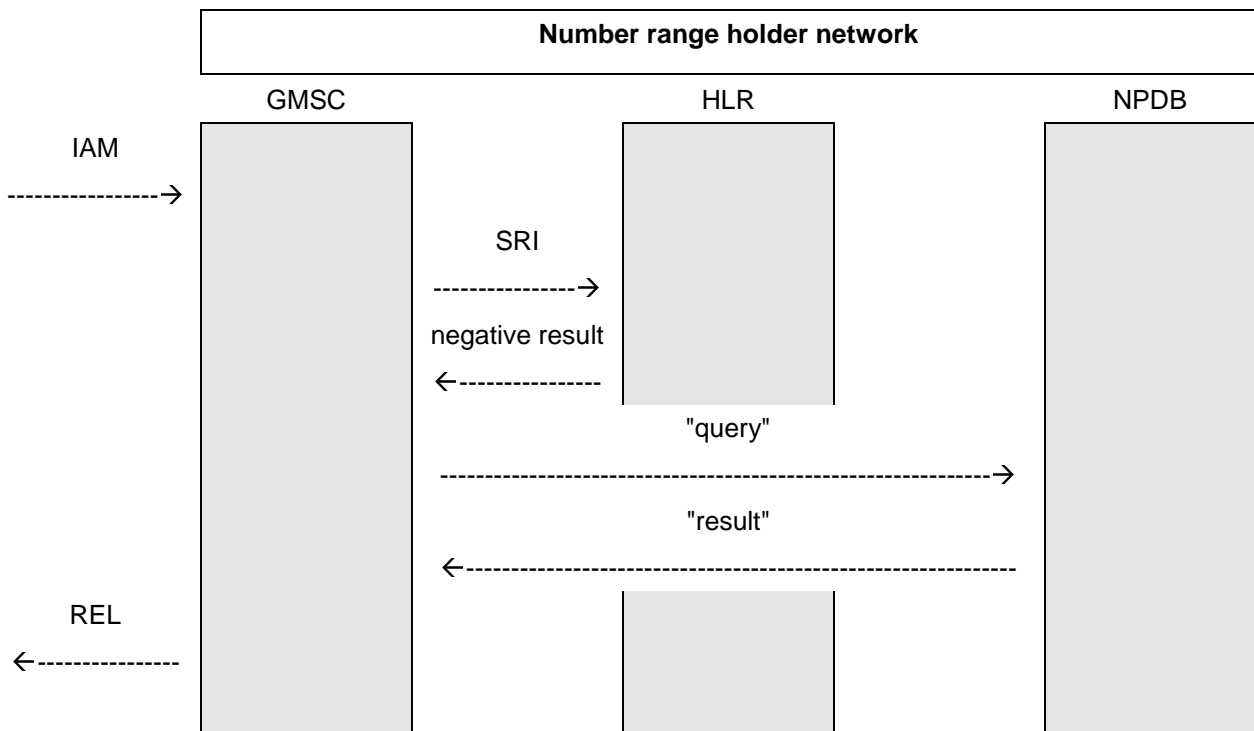 Number range holder network
GMSC HLR NPDB
IAM
SRI
negative result
"query"
"result"
REL